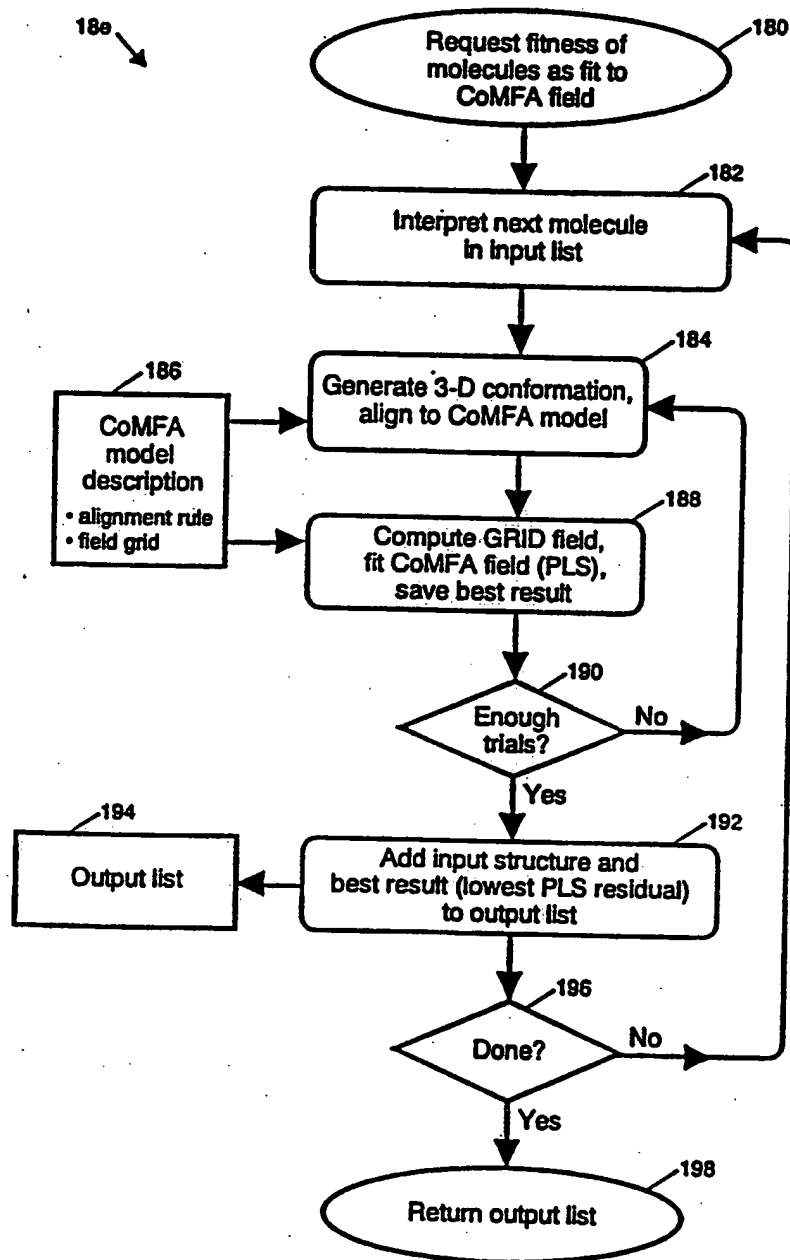 18e
180
Request fitness of
molecules as fit to
CoMFA field
182
Interpret next molecule
in input list
184
Generate 3-D conformation,
align to CoMFA model
186
CoMFA
model
description
• alignment rule
• field grid
188
Compute GRID field,
fit CoMFA field (PLS),
save best result
190
Enough
trials?
No
Yes
194
Output list
192
Add input structure and
best result (lowest PLS residual)
to output list
196
Done?
No
Yes
198
Return output list